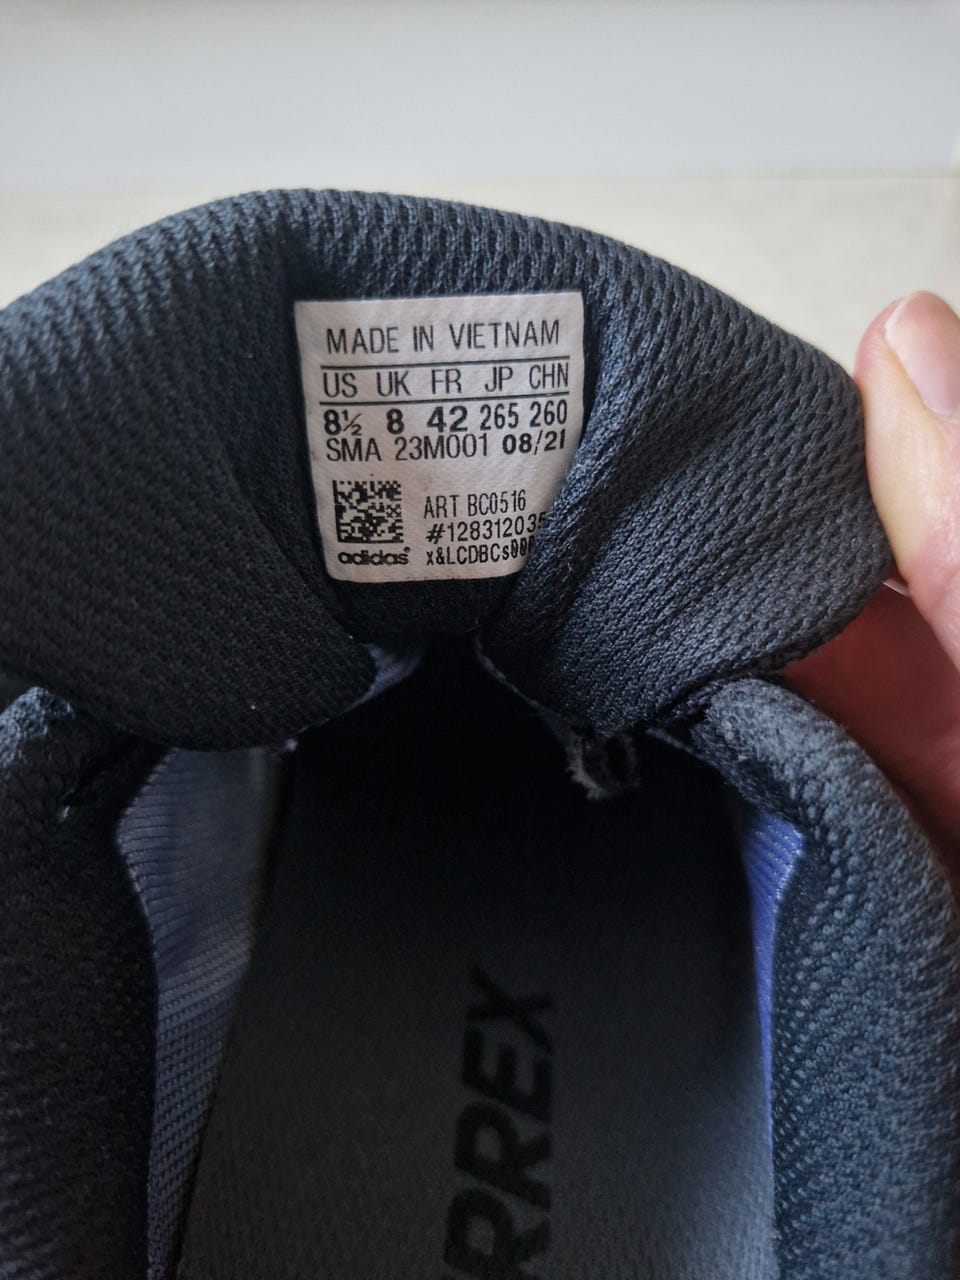 MADE IN VIETNAM
US UK FR JP CHN
8½ 8 42 265 260
SMA 23M001 08/21
ART BC0516
#128312035
adidas
RREX